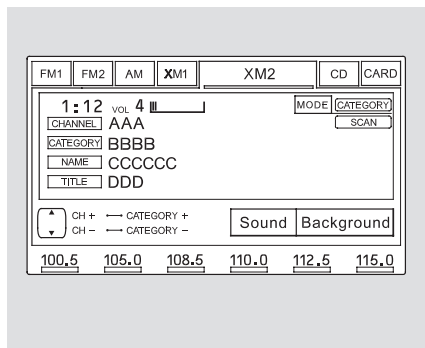 FM1 FM2 AM XM1 XM2 CD CARD
1:12 VOL 4 MODE CATEGORY
CHANNEL AAA SCAN
CATEGORY BBBB
NAME CCCCCC
TITLE DDD
CH + ↔ CATEGORY +
CH − ↔ CATEGORY −
Sound Background
100.5 105.0 108.5 110.0 112.5 115.0